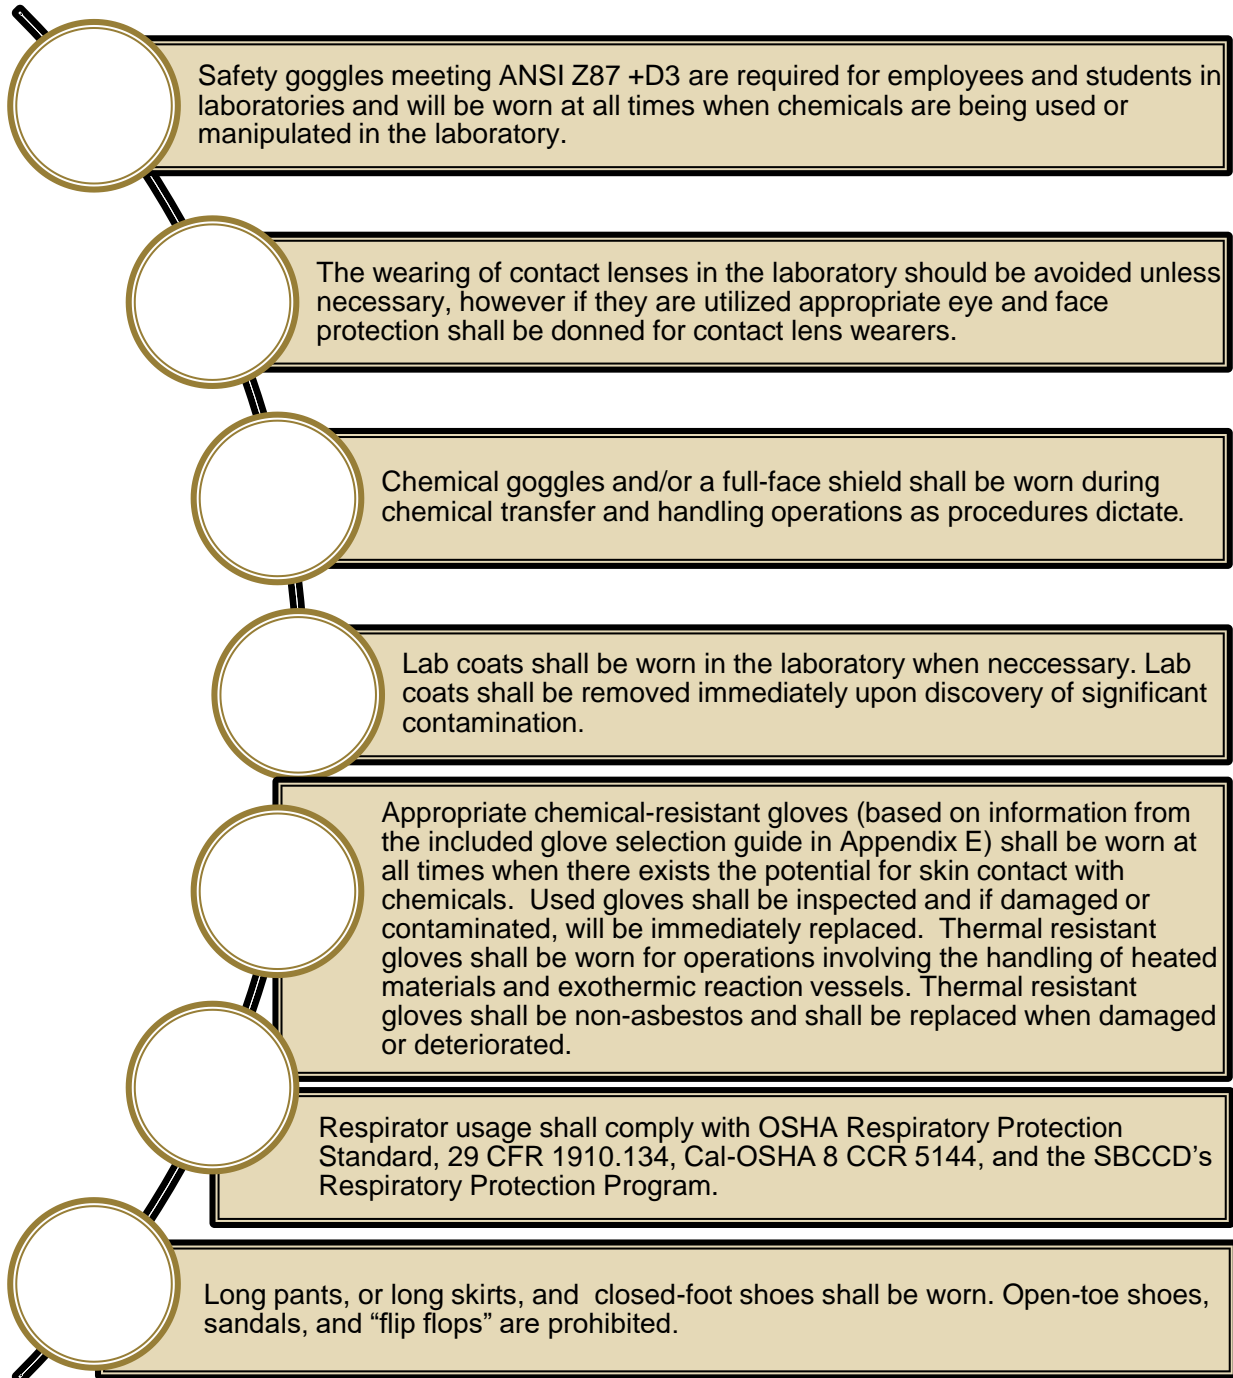 Safety goggles meeting ANSI Z87 +D3 are required for employees and students in
laboratories and will be worn at all times when chemicals are being used or
manipulated in the laboratory.
The wearing of contact lenses in the laboratory should be avoided unless
necessary, however if they are utilized appropriate eye and face
protection shall be donned for contact lens wearers.
Chemical goggles and/or a full-face shield shall be worn during
chemical transfer and handling operations as procedures dictate.
Lab coats shall be worn in the laboratory when neccessary. Lab
coats shall be removed immediately upon discovery of significant
contamination.
Appropriate chemical-resistant gloves (based on information from
the included glove selection guide in Appendix E) shall be worn at
all times when there exists the potential for skin contact with
chemicals.  Used gloves shall be inspected and if damaged or
contaminated, will be immediately replaced.  Thermal resistant
gloves shall be worn for operations involving the handling of heated
materials and exothermic reaction vessels. Thermal resistant
gloves shall be non-asbestos and shall be replaced when damaged
or deteriorated.
Respirator usage shall comply with OSHA Respiratory Protection
Standard, 29 CFR 1910.134, Cal-OSHA 8 CCR 5144, and the SBCCD’s
Respiratory Protection Program.
Long pants, or long skirts, and  closed-foot shoes shall be worn. Open-toe shoes,
sandals, and “flip flops” are prohibited.